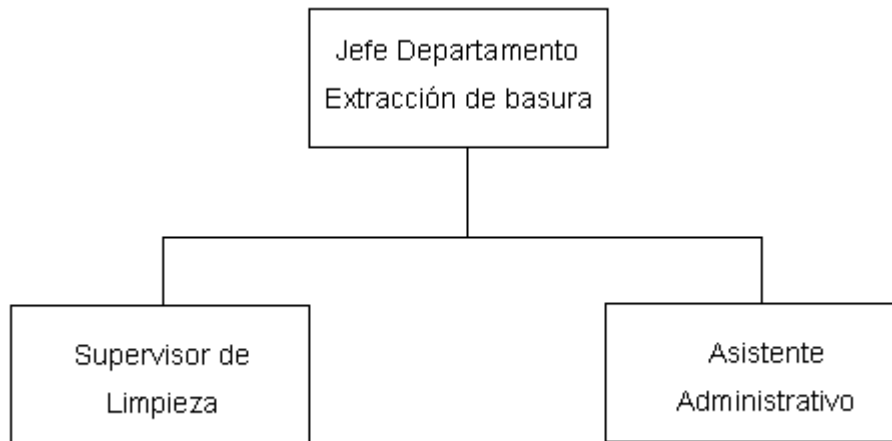 Jefe Departamento
Extracción de basura
Supervisor de
Limpieza
Asistente
Administrativo